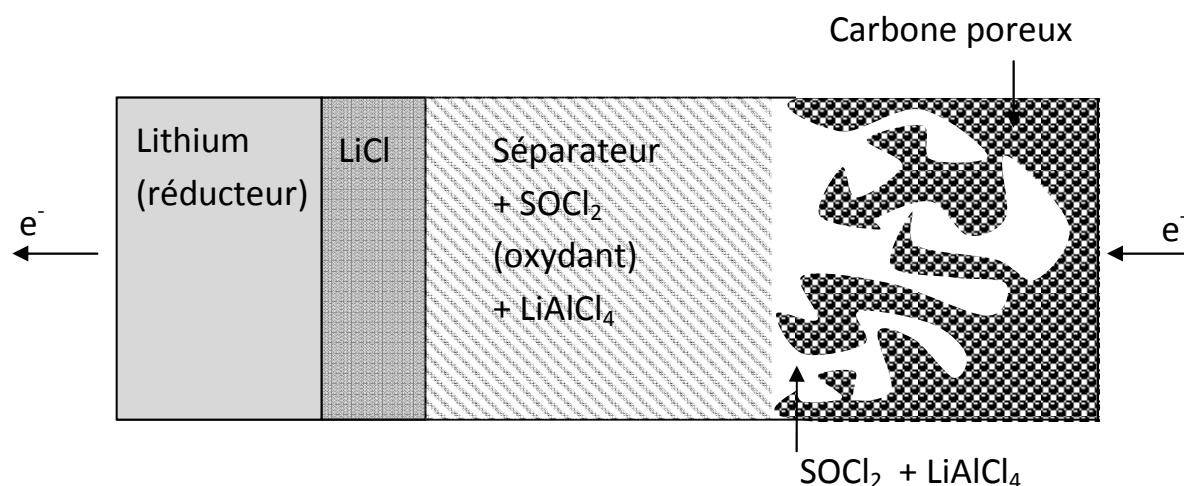 Carbone poreux
Lithium
(réducteur)
LiCl
Séparateur
+ SOCl₂
(oxydant)
+ LiAlCl₄
e⁻
e⁻
SOCl₂ + LiAlCl₄